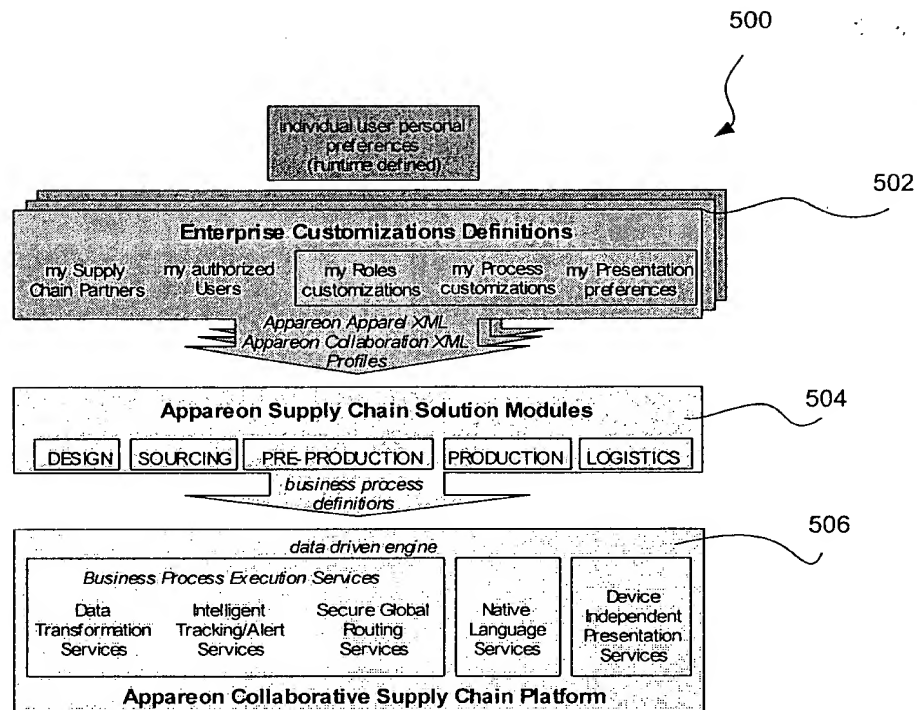 500
individual user personal
preferences
(runtime defined)
502
Enterprise Customizations Definitions
my Supply
Chain Partners
my authorized
Users
my Roles
customizations
my Process
customizations
my Presentation
preferences
Appareon Apparel XML
Appareon Collaboration XML
Profiles
504
Appareon Supply Chain Solution Modules
DESIGN
SOURCING
PRE-PRODUCTION
PRODUCTION
LOGISTICS
business process
definitions
506
data driven engine
Business Process Execution Services
Data
Transformation
Services
Intelligent
Tracking/Alert
Services
Secure Global
Routing
Services
Native
Language
Services
Device
Independent
Presentation
Services
Appareon Collaborative Supply Chain Platform